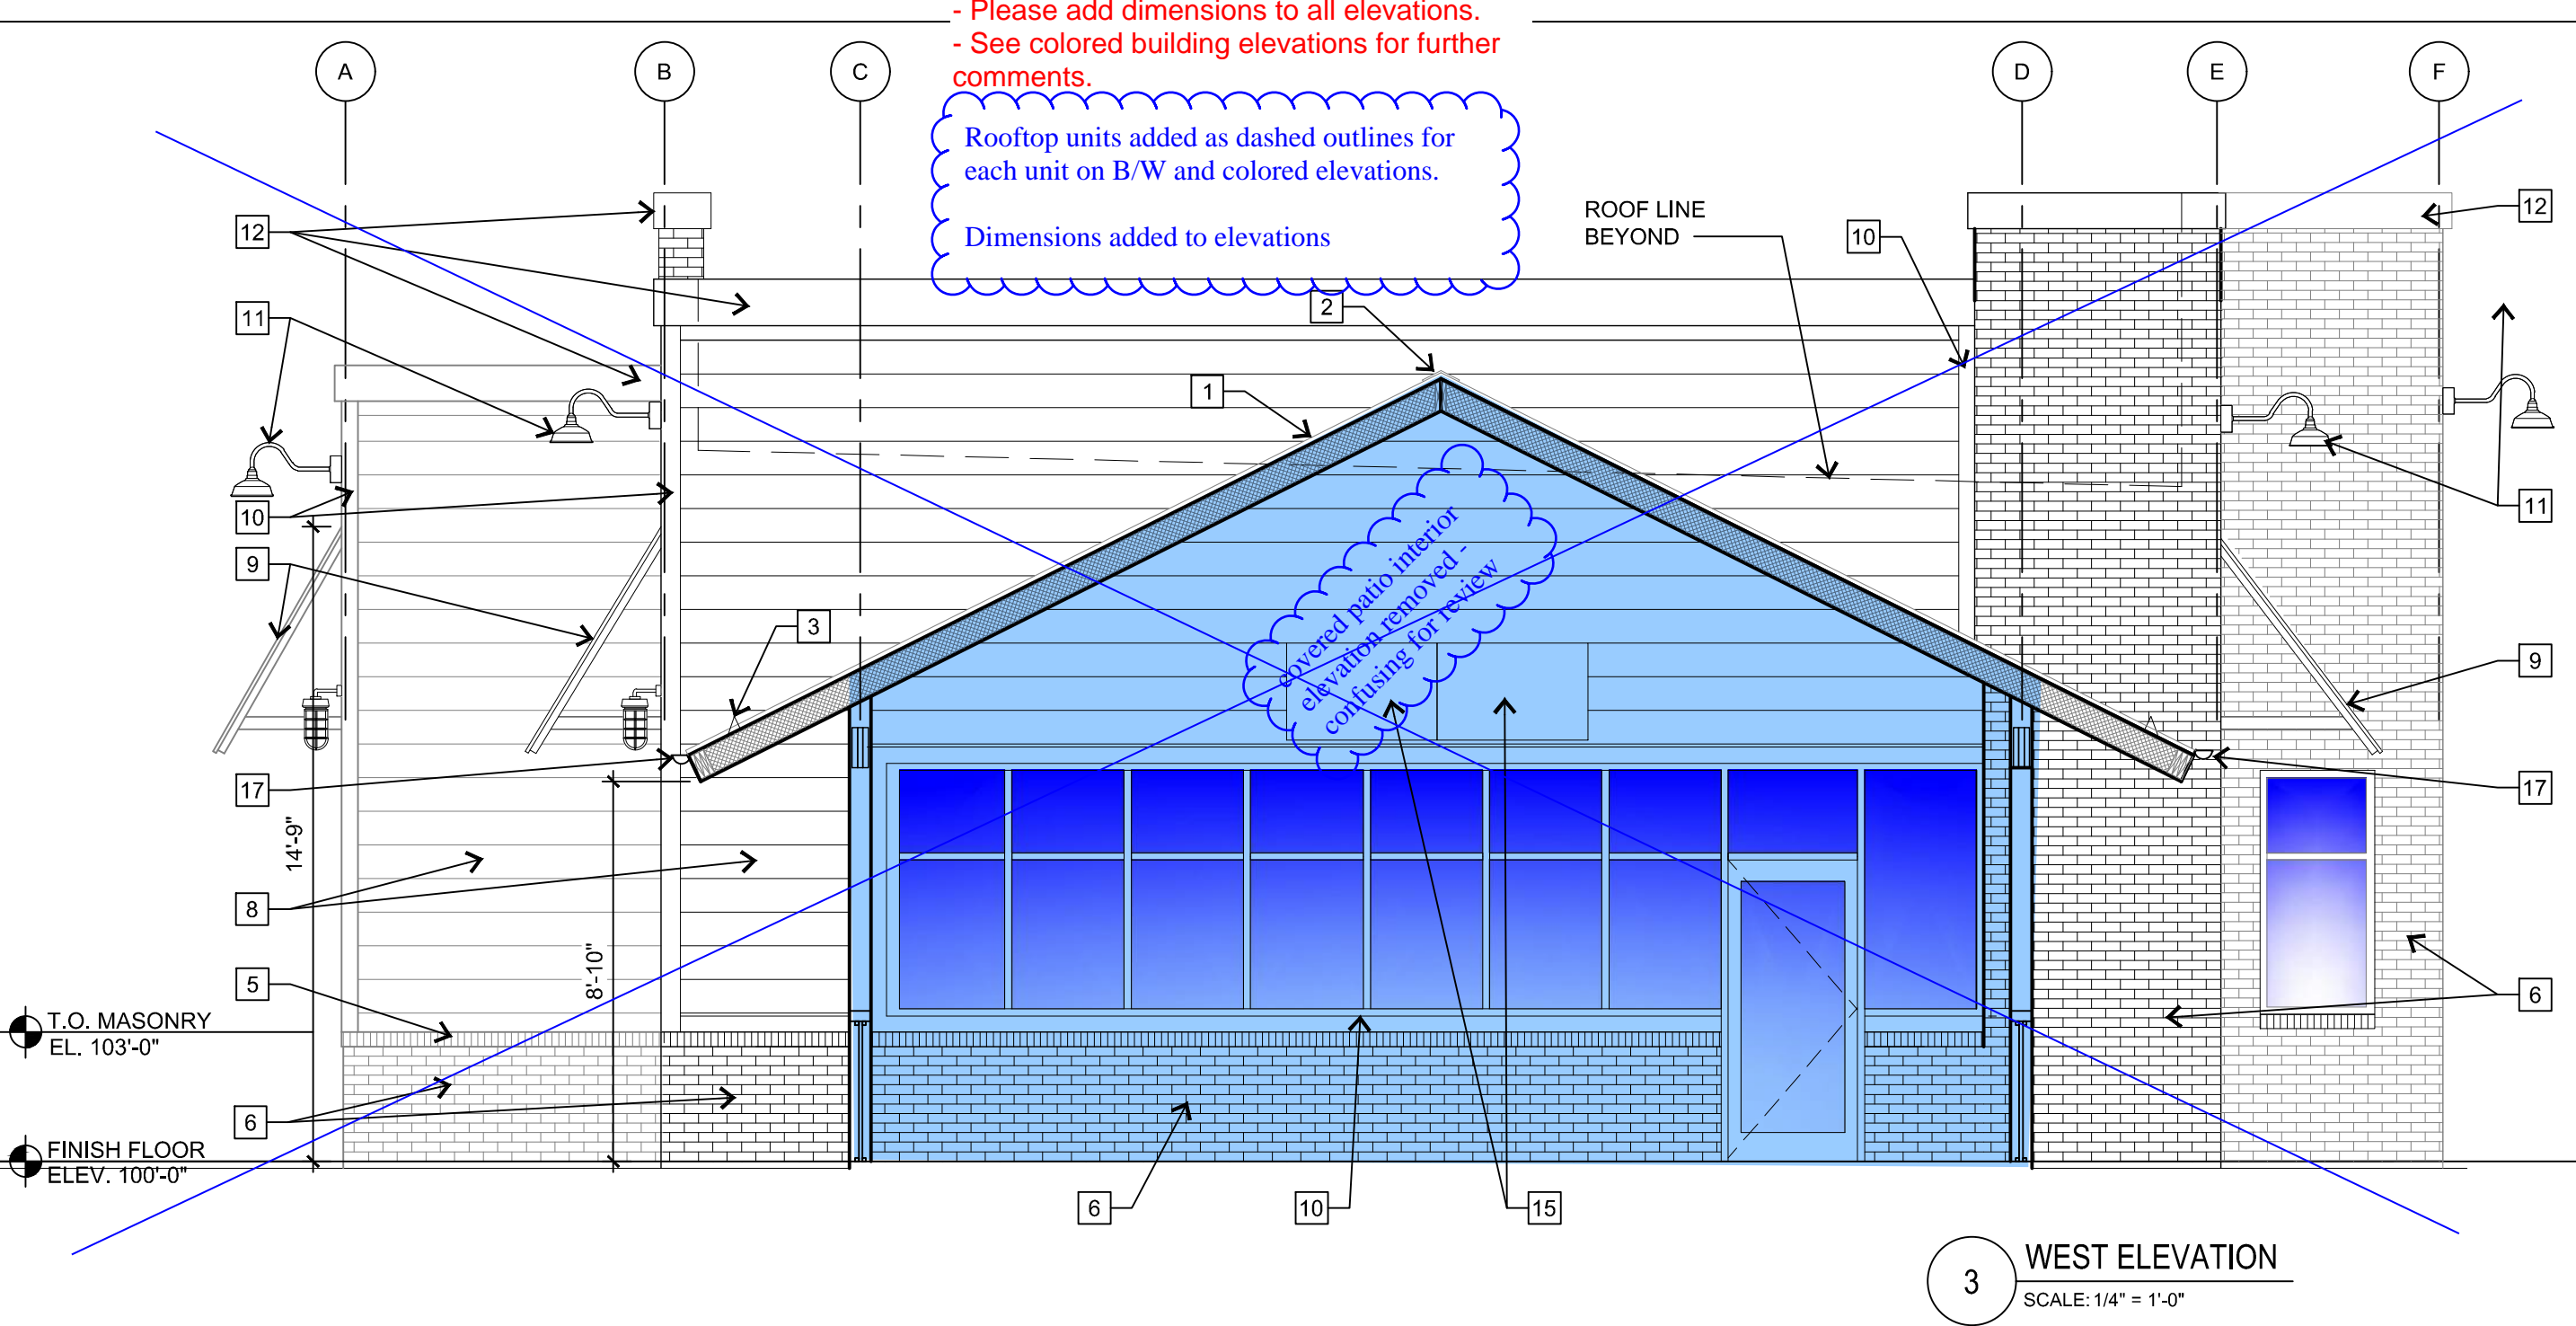 - Please add dimensions to all elevations.
- See colored building elevations for further
comments.
A
B
C
D
E
F
Rooftop units added as dashed outlines for
each unit on B/W and colored elevations.
Dimensions added to elevations
ROOF LINE
BEYOND
12
12
10
11
2
1
10
11
9
3
9
covered patio interior
elevation removed -
confusing for review
17
17
14'-9"
8
8'-10"
5
6
T.O. MASONRY
EL. 103'-0"
6
FINISH FLOOR
ELEV. 100'-0"
6
10
15
3
WEST ELEVATION
SCALE: 1/4" = 1'-0"